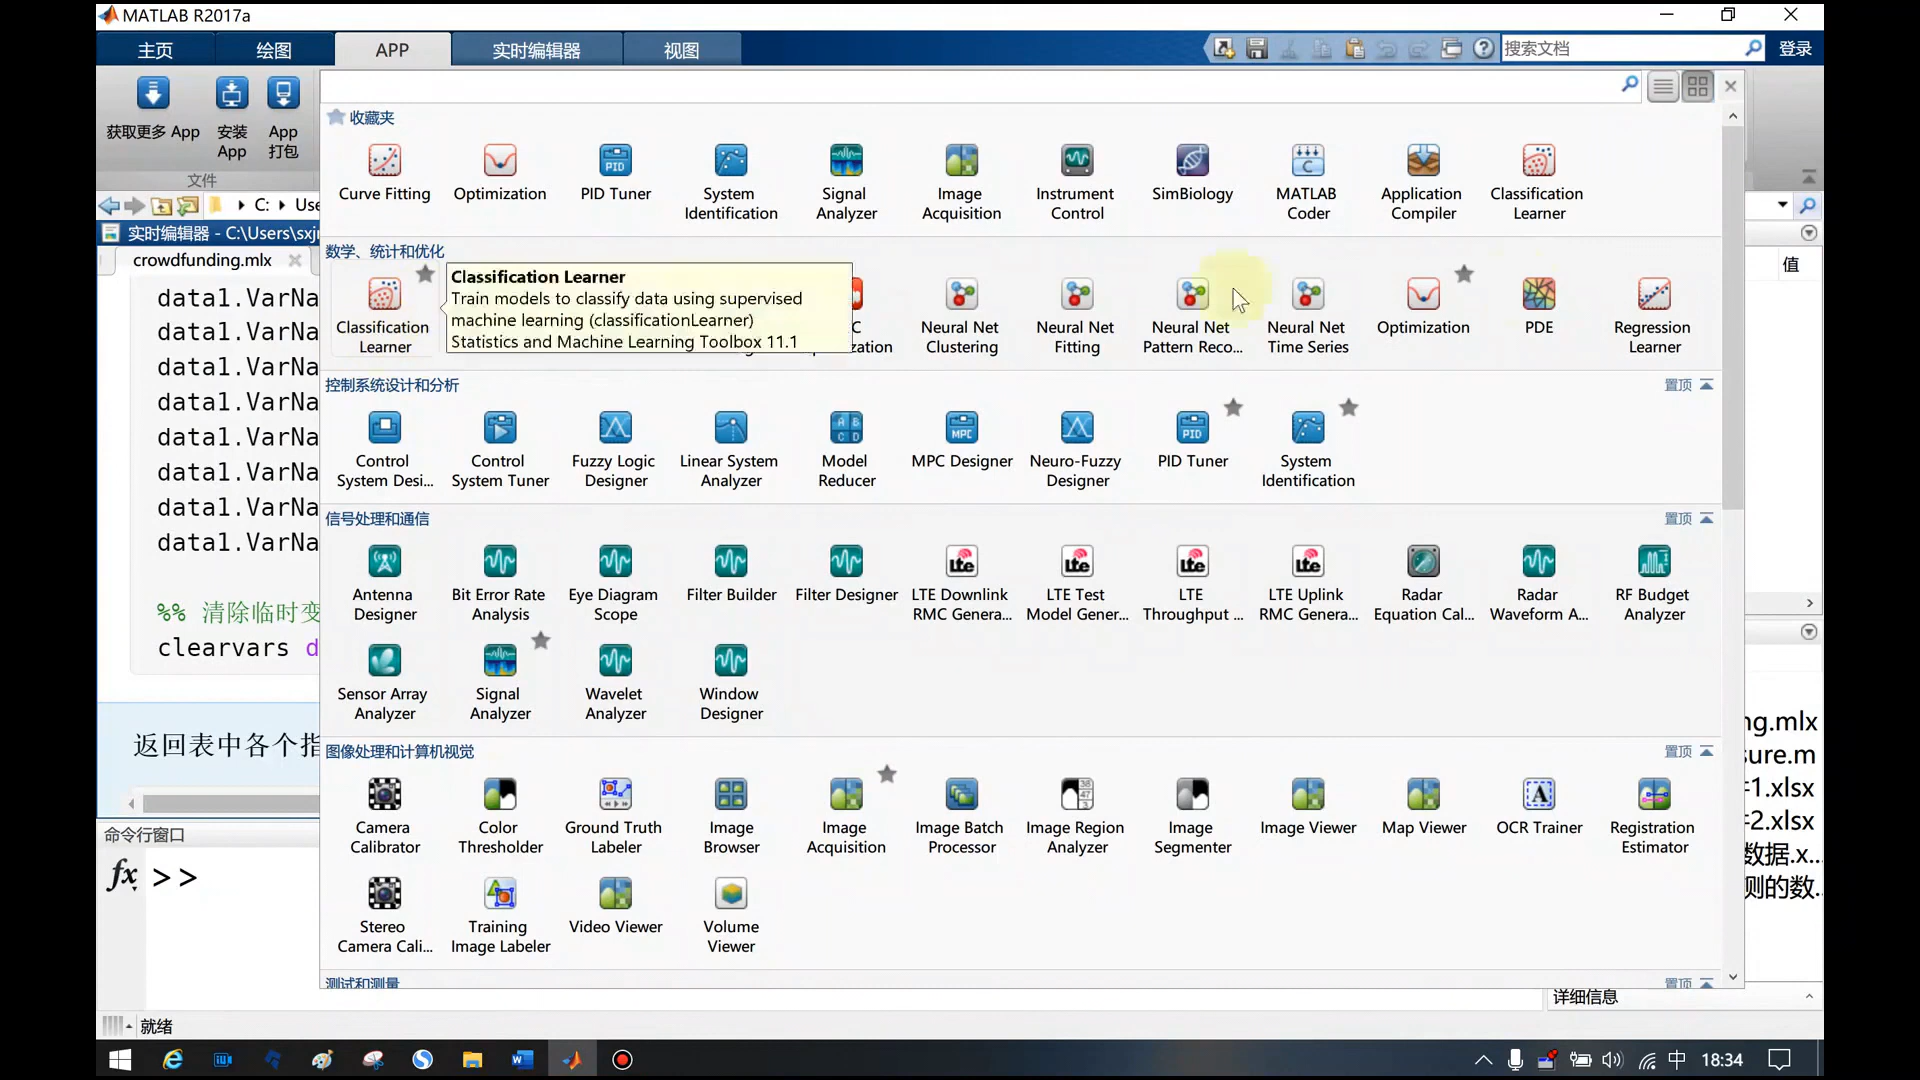 MATLAB R2017a
主页
绘图
APP
实时编辑器
视图
搜索文档
登录
获取更多 App
安装
App
App
打包
文件
收藏夹
Curve Fitting
Optimization
PID Tuner
System
Identification
Signal
Analyzer
Image
Acquisition
Instrument
Control
SimBiology
MATLAB
Coder
Application
Compiler
Classification
Learner
C:
Use
实时编辑器 - C:\Users\sxj
crowdfunding.mlx
值
数学、统计和优化
Classification
Learner
Classification Learner
Train models to classify data using supervised
machine learning (classificationLearner)
Statistics and Machine Learning Toolbox 11.1
Neural Net
Clustering
Neural Net
Fitting
Neural Net
Pattern Reco...
Neural Net
Time Series
Optimization
PDE
Regression
Learner
控制系统设计和分析
置顶
Control
System Desi...
Control
System Tuner
Fuzzy Logic
Designer
Linear System
Analyzer
Model
Reducer
MPC Designer
Neuro-Fuzzy
Designer
PID Tuner
System
Identification
信号处理和通信
置顶
Antenna
Designer
Bit Error Rate
Analysis
Eye Diagram
Scope
Filter Builder
Filter Designer
LTE Downlink
RMC Genera...
LTE Test
Model Gener...
LTE
Throughput ...
LTE Uplink
RMC Genera...
Radar
Equation Cal...
Radar
Waveform A...
RF Budget
Analyzer
Sensor Array
Analyzer
Signal
Analyzer
Wavelet
Analyzer
Window
Designer
图像处理和计算机视觉
置顶
Camera
Calibrator
Color
Thresholder
Ground Truth
Labeler
Image
Browser
Image
Acquisition
Image Batch
Processor
Image Region
Analyzer
Image
Segmenter
Image Viewer
Map Viewer
OCR Trainer
Registration
Estimator
Stereo
Camera Cali...
Training
Image Labeler
Video Viewer
Volume
Viewer
测试和测量
置顶
data1.VarNa
data1.VarNa
data1.VarNa
data1.VarNa
data1.VarNa
data1.VarNa
data1.VarNa
data1.VarNa
%% 清除临时变
clearvars d
返回表中各个指
命令行窗口
fx >>
ng.mlx
sure.m
1.xlsx
2.xlsx
数据.x...
测的数...
详细信息
就绪
中
18:34